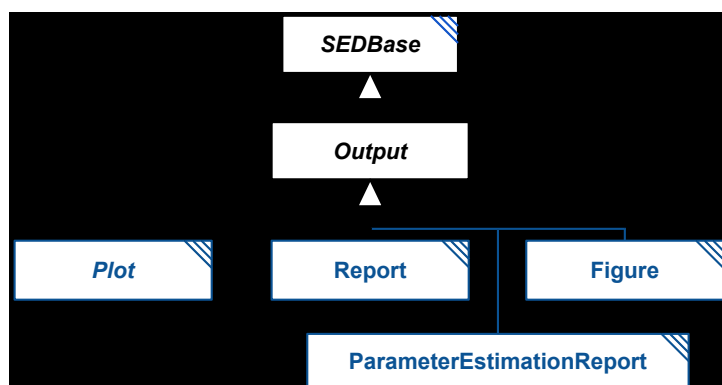 SEDBase
Output
Plot
Report
Figure
ParameterEstimationReport